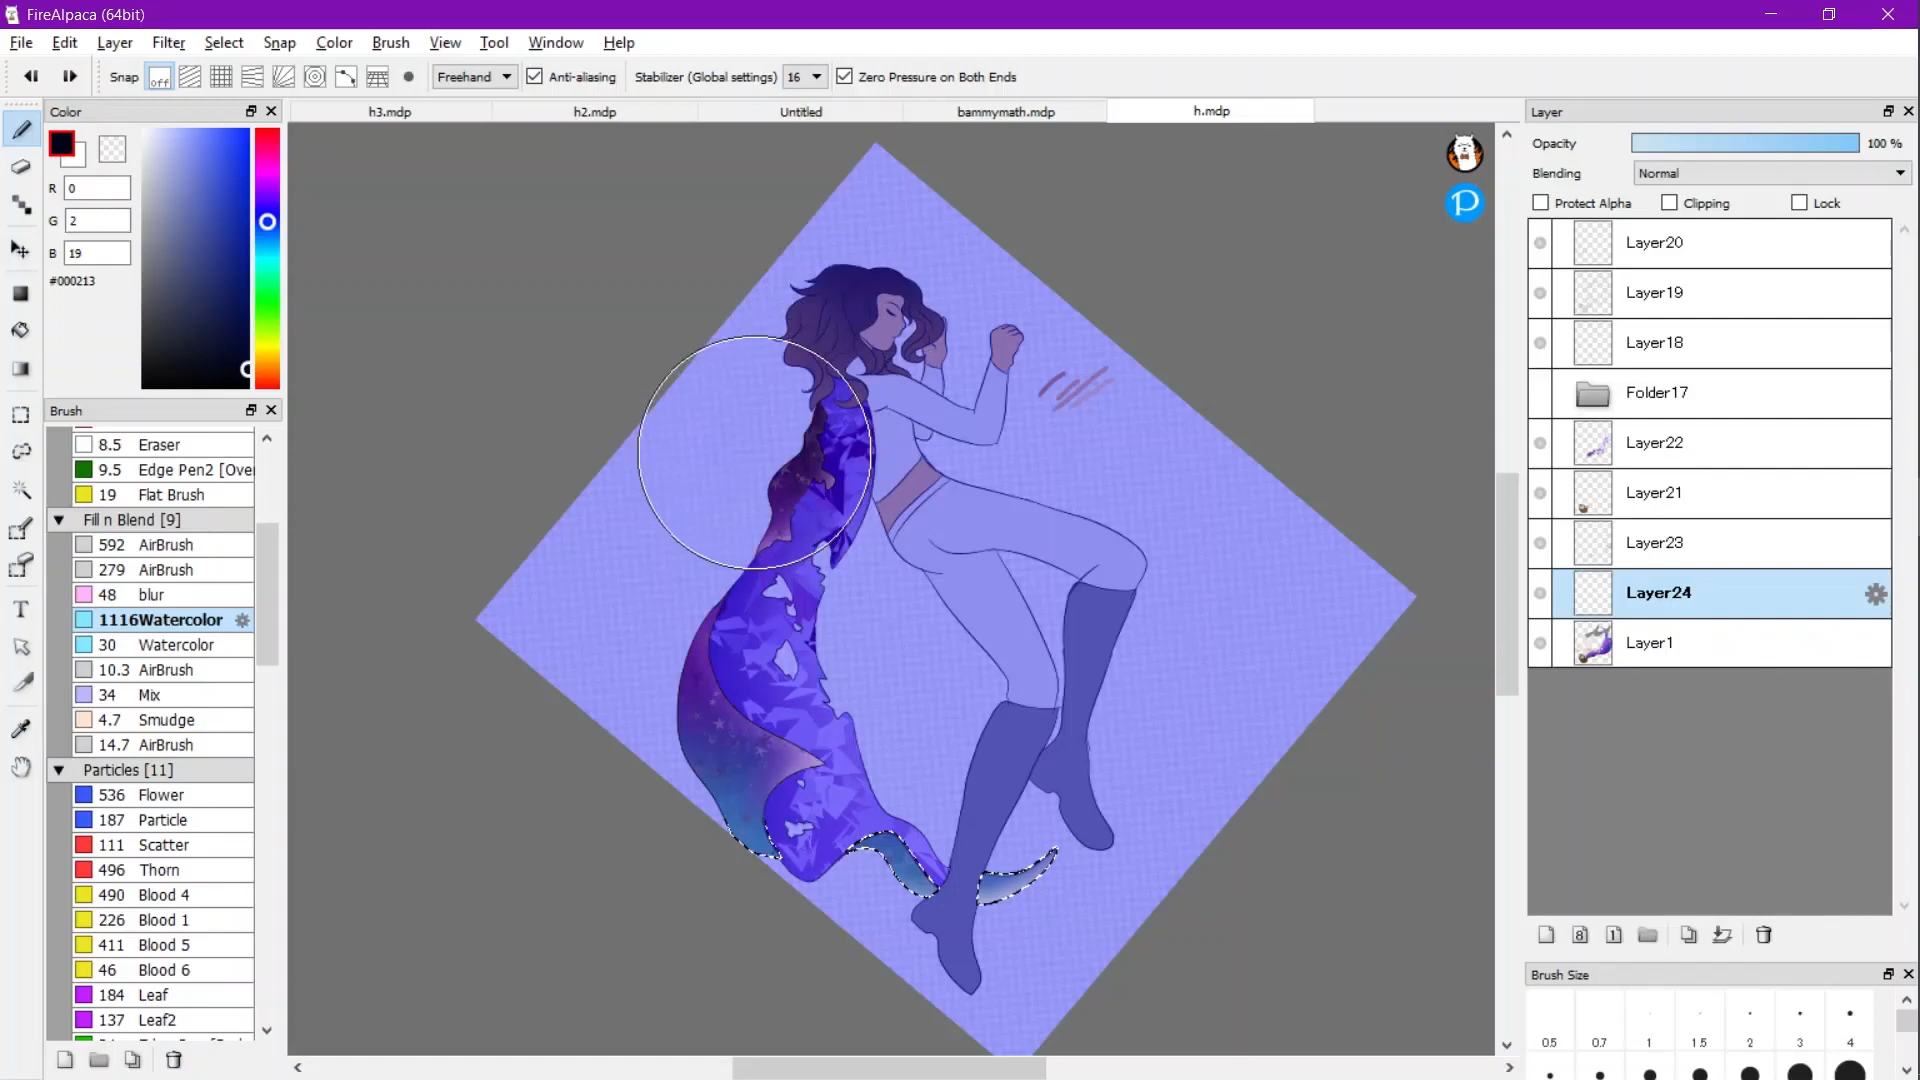 FireAlpaca (64bit)
File Edit Layer Filter Select Snap Color Brush View Tool Window Help
Snap off Freehand Anti-aliasing Stabilizer (Global settings) 16 Zero Pressure on Both Ends
Color
h3.mdp h2.mdp Untitled bammymath.mdp h.mdp
Layer
R 0
G 2
B 19
#000213
Opacity 100 %
Blending Normal
Protect Alpha Clipping Lock
Layer20
Layer19
Layer18
Folder17
Layer22
Layer21
Layer23
Layer24
Layer1
P
Brush
8.5 Eraser
9.5 Edge Pen2 [Ove
19 Flat Brush
Fill n Blend [9]
592 AirBrush
279 AirBrush
48 blur
1116Watercolor
30 Watercolor
10.3 AirBrush
34 Mix
4.7 Smudge
14.7 AirBrush
Particles [11]
536 Flower
187 Particle
111 Scatter
496 Thorn
490 Blood 4
226 Blood 1
411 Blood 5
46 Blood 6
184 Leaf
137 Leaf2
T
8 1
Brush Size
0.5 0.7 1 1.5 2 3 4